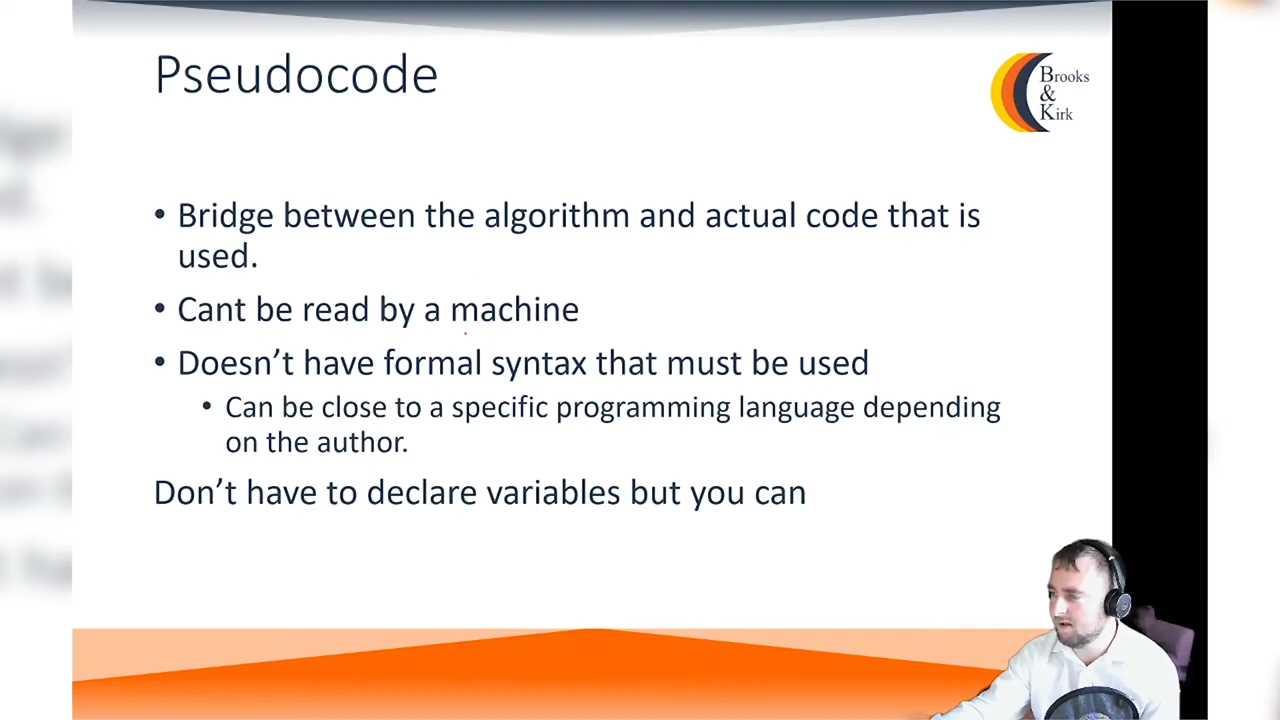 Pseudocode
Brooks
&
Kirk
• Bridge between the algorithm and actual code that is
used.
• Cant be read by a machine
• Doesn’t have formal syntax that must be used
• Can be close to a specific programming language depending
on the author.
Don’t have to declare variables but you can